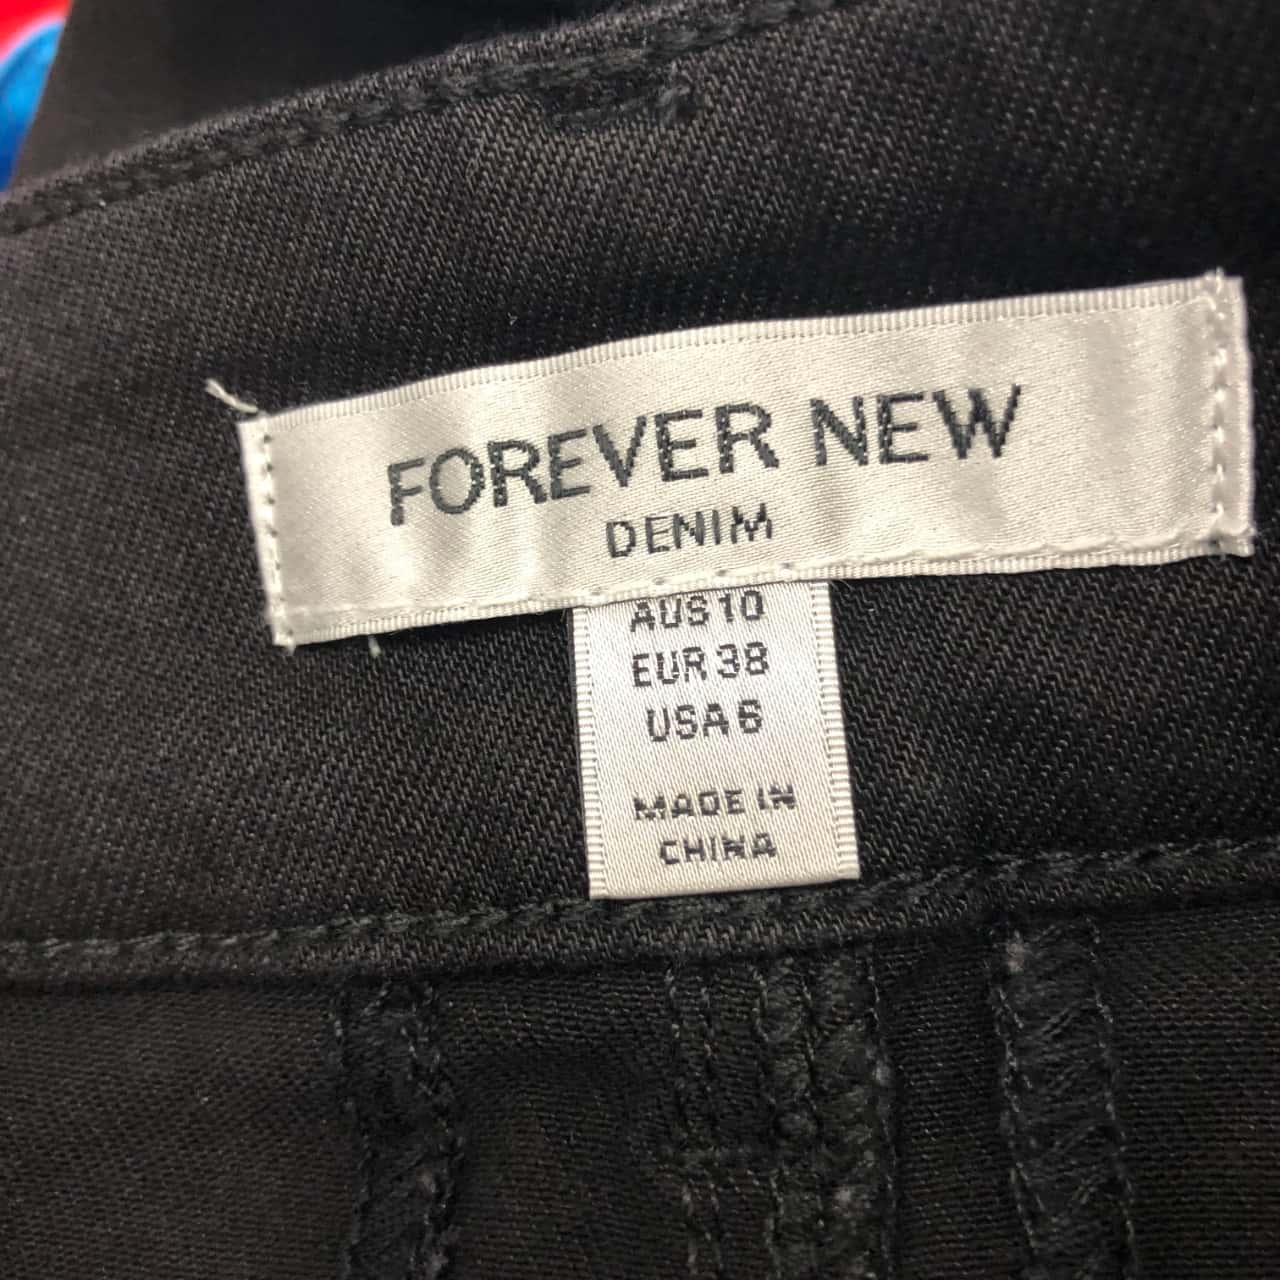 FOREVER NEW
DENIM
AUS 10
EUR 38
USA 6
MADE IN
CHINA